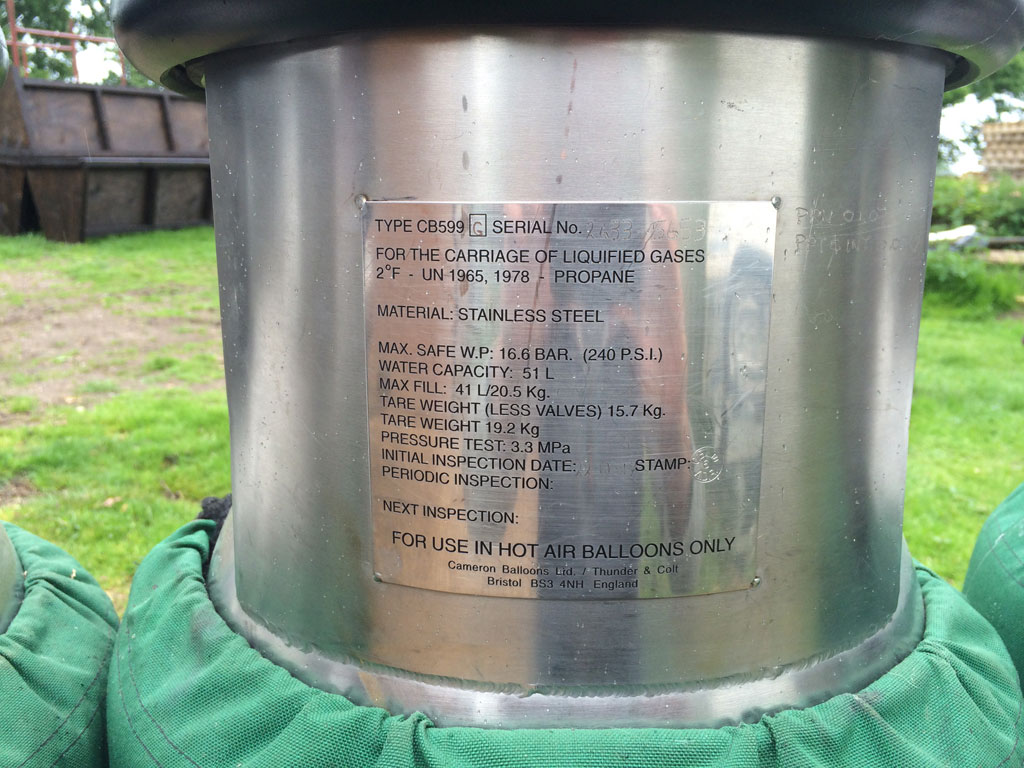 TYPE CB599 C SERIAL No.
FOR THE CARRIAGE OF LIQUIFIED GASES
2°F - UN 1965, 1978 - PROPANE
MATERIAL: STAINLESS STEEL
MAX. SAFE W.P: 16.6 BAR. (240 P.S.I.)
WATER CAPACITY: 51 L
MAX FILL: 41 L/20.5 Kg.
TARE WEIGHT (LESS VALVES) 15.7 Kg.
TARE WEIGHT 19.2 Kg
PRESSURE TEST: 3.3 MPa
INITIAL INSPECTION DATE: STAMP:
PERIODIC INSPECTION:
NEXT INSPECTION:
FOR USE IN HOT AIR BALLOONS ONLY
Cameron Balloons Ltd. / Thunder & Colt
Bristol BS3 4NH England